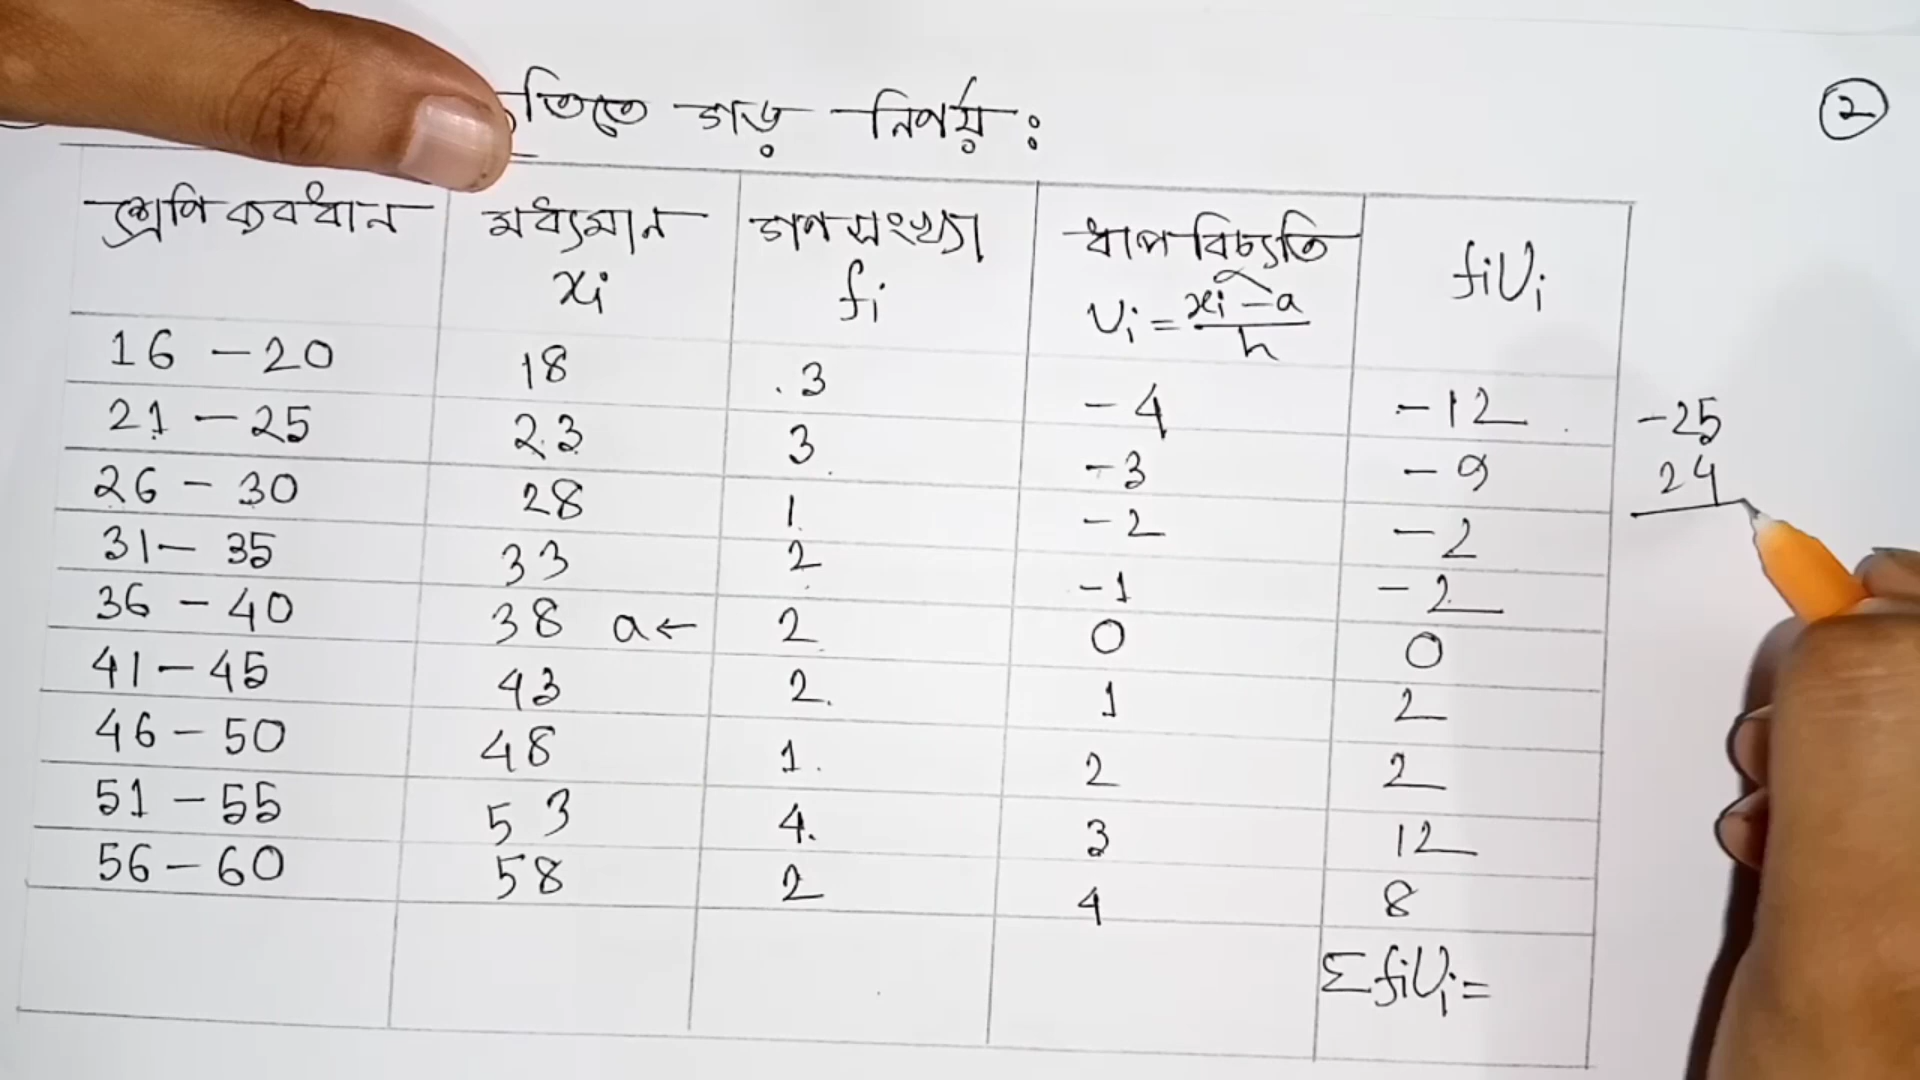 গড় নির্ণয়:
2
শ্রেণি ব্যবধান মধ্যমান xi গণসংখ্যা fi ধাপ বিচ্যুতি Ui = (xi - a)/h fiUi
16 - 20 18 3 -4 -12
21 - 25 23 3 -3 -9
26 - 30 28 1 -2 -2
31 - 35 33 2 -1 -2
36 - 40 38 a← 2 0 0
41 - 45 43 2 1 2
46 - 50 48 1 2 2
51 - 55 53 4 3 12
56 - 60 58 2 4 8
ΣfiUi =
-25
24